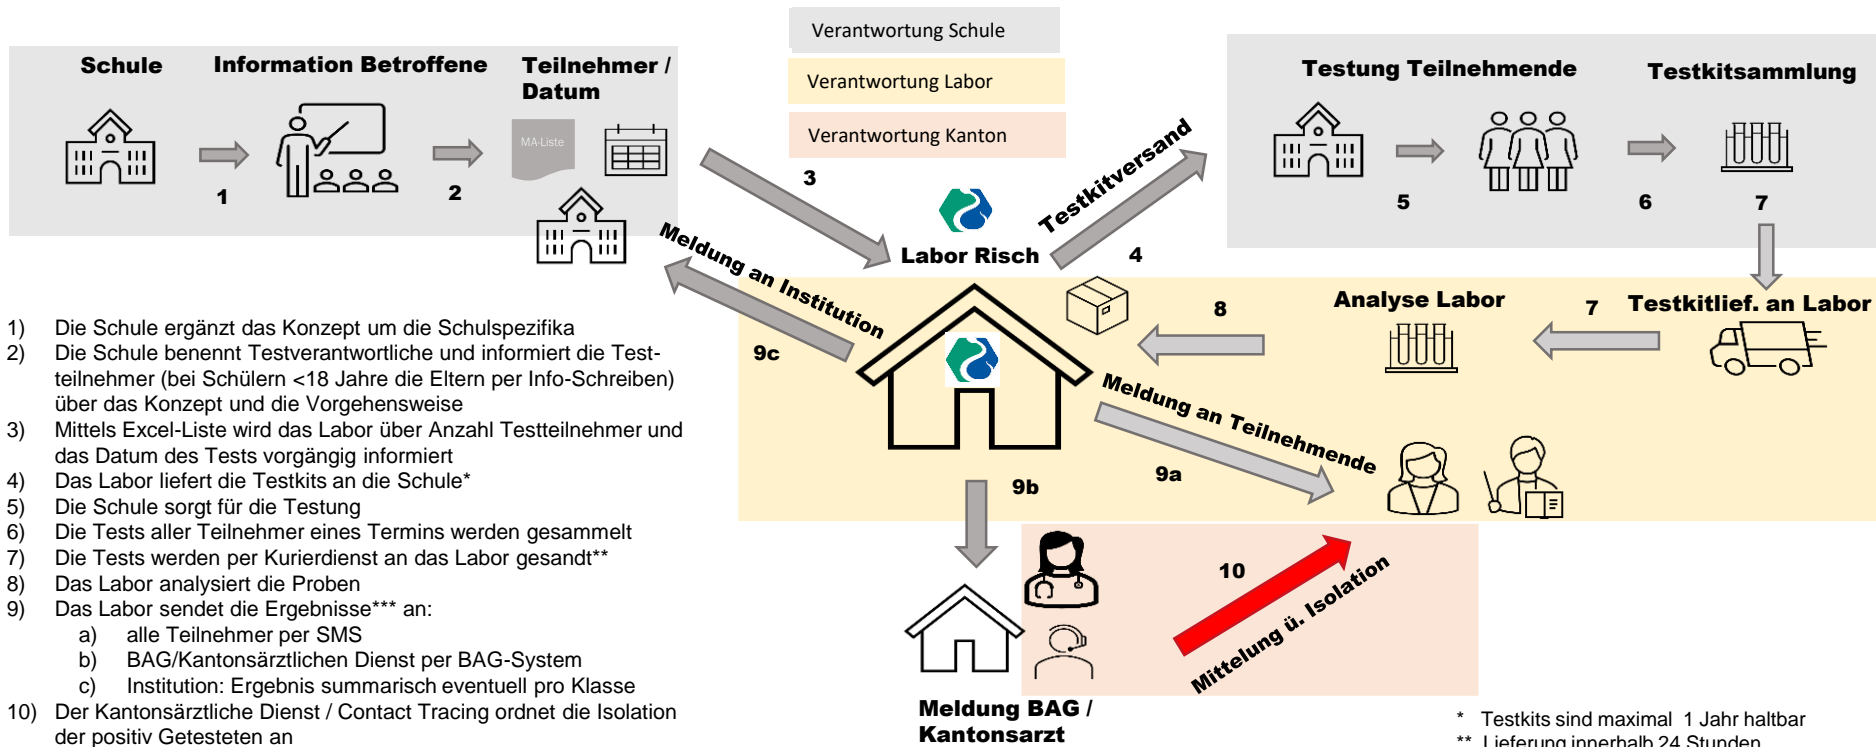 Verantwortung Schule
Verantwortung Labor
Verantwortung Kanton
Schule
Information Betroffene
Teilnehmer /
Datum
MA-Liste
1
2
3
Testkitversand
4
Testung Teilnehmende
Testkitsammlung
5
6
7
Labor Risch
Meldung an Institution
9c
8
Analyse Labor
7
Testkitlief. an Labor
Meldung an Teilnehmende
9a
9b
10
Mittelung ü. Isolation
Meldung BAG /
Kantonsarzt
1) Die Schule ergänzt das Konzept um die Schulspezifika
2) Die Schule benennt Testverantwortliche und informiert die Test-
teilnehmer (bei Schülern <18 Jahre die Eltern per Info-Schreiben)
über das Konzept und die Vorgehensweise
3) Mittels Excel-Liste wird das Labor über Anzahl Testteilnehmer und
das Datum des Tests vorgängig informiert
4) Das Labor liefert die Testkits an die Schule*
5) Die Schule sorgt für die Testung
6) Die Tests aller Teilnehmer eines Termins werden gesammelt
7) Die Tests werden per Kurierdienst an das Labor gesandt**
8) Das Labor analysiert die Proben
9) Das Labor sendet die Ergebnisse*** an:
a) alle Teilnehmer per SMS
b) BAG/Kantonsärztlichen Dienst per BAG-System
c) Institution: Ergebnis summarisch eventuell pro Klasse
10) Der Kantonsärztliche Dienst / Contact Tracing ordnet die Isolation
der positiv Getesteten an
* Testkits sind maximal 1 Jahr haltbar
** Lieferung innerhalb 24 Stunden